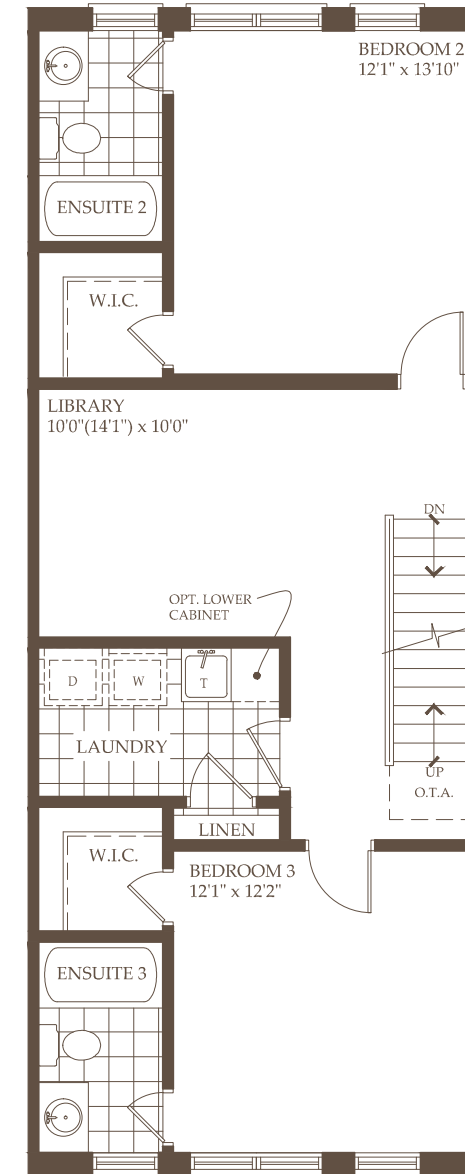 BEDROOM 2
12'1" x 13'10"
ENSUITE 2
W.I.C.
LIBRARY
10'0"(14'1") x 10'0"
DN
OPT. LOWER
CABINET
D
W
T
LAUNDRY
UP
O.T.A.
LINEN
W.I.C.
BEDROOM 3
12'1" x 12'2"
ENSUITE 3